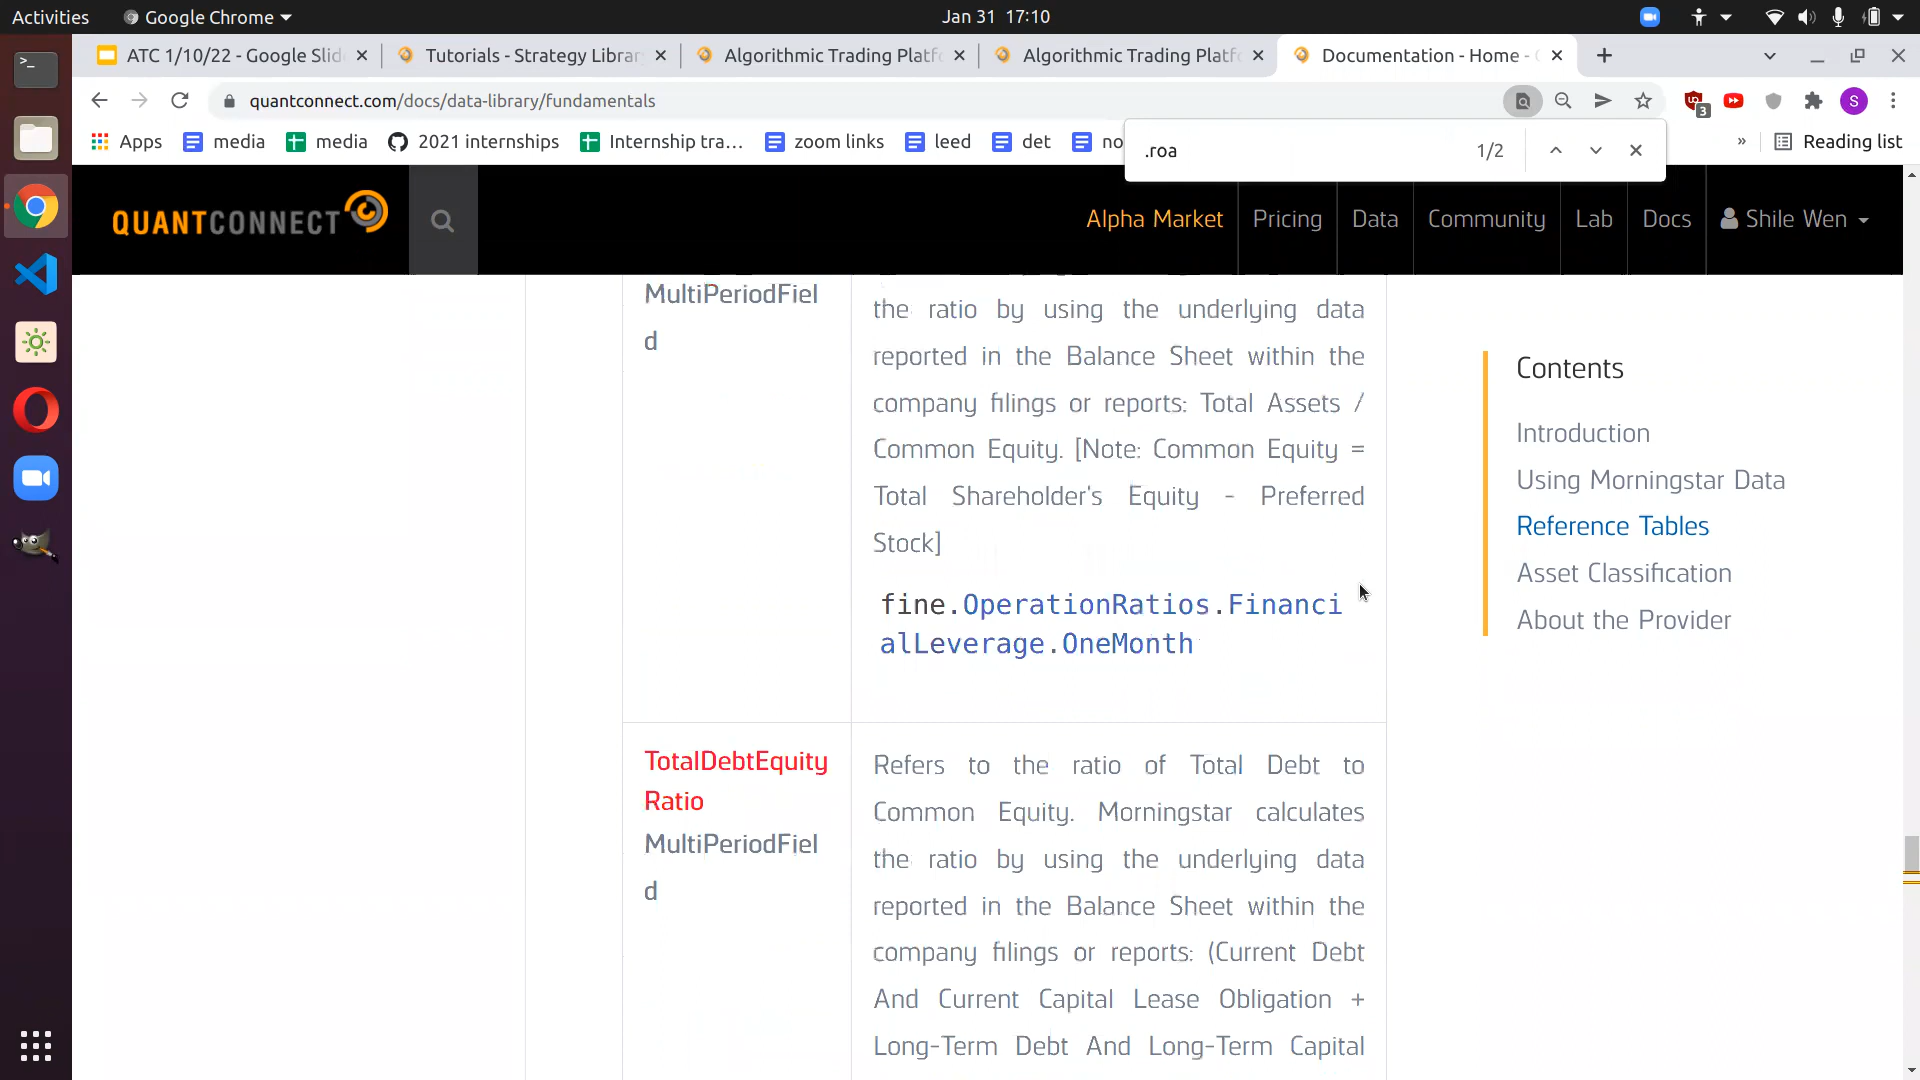 Activities
Google Chrome
Jan 31 17:10
ATC 1/10/22 - Google Slid
Tutorials - Strategy Librar
Algorithmic Trading Platf
Algorithmic Trading Platf
Documentation - Home -
quantconnect.com/docs/data-library/fundamentals
3
S
Apps
media
media
2021 internships
Internship tra...
zoom links
leed
det
no
.roa
1/2
»
Reading list
QUANTCONNECT
Alpha Market
Pricing
Data
Community
Lab
Docs
Shile Wen
MultiPeriodFiel
d
the ratio by using the underlying data
reported in the Balance Sheet within the
company filings or reports: Total Assets /
Common Equity. [Note: Common Equity =
Total Shareholder's Equity - Preferred
Stock]
fine.OperationRatios.Financi
alLeverage.OneMonth
TotalDebtEquity
Ratio
MultiPeriodFiel
d
Refers to the ratio of Total Debt to
Common Equity. Morningstar calculates
the ratio by using the underlying data
reported in the Balance Sheet within the
company filings or reports: (Current Debt
And Current Capital Lease Obligation +
Long-Term Debt And Long-Term Capital
Contents
Introduction
Using Morningstar Data
Reference Tables
Asset Classification
About the Provider